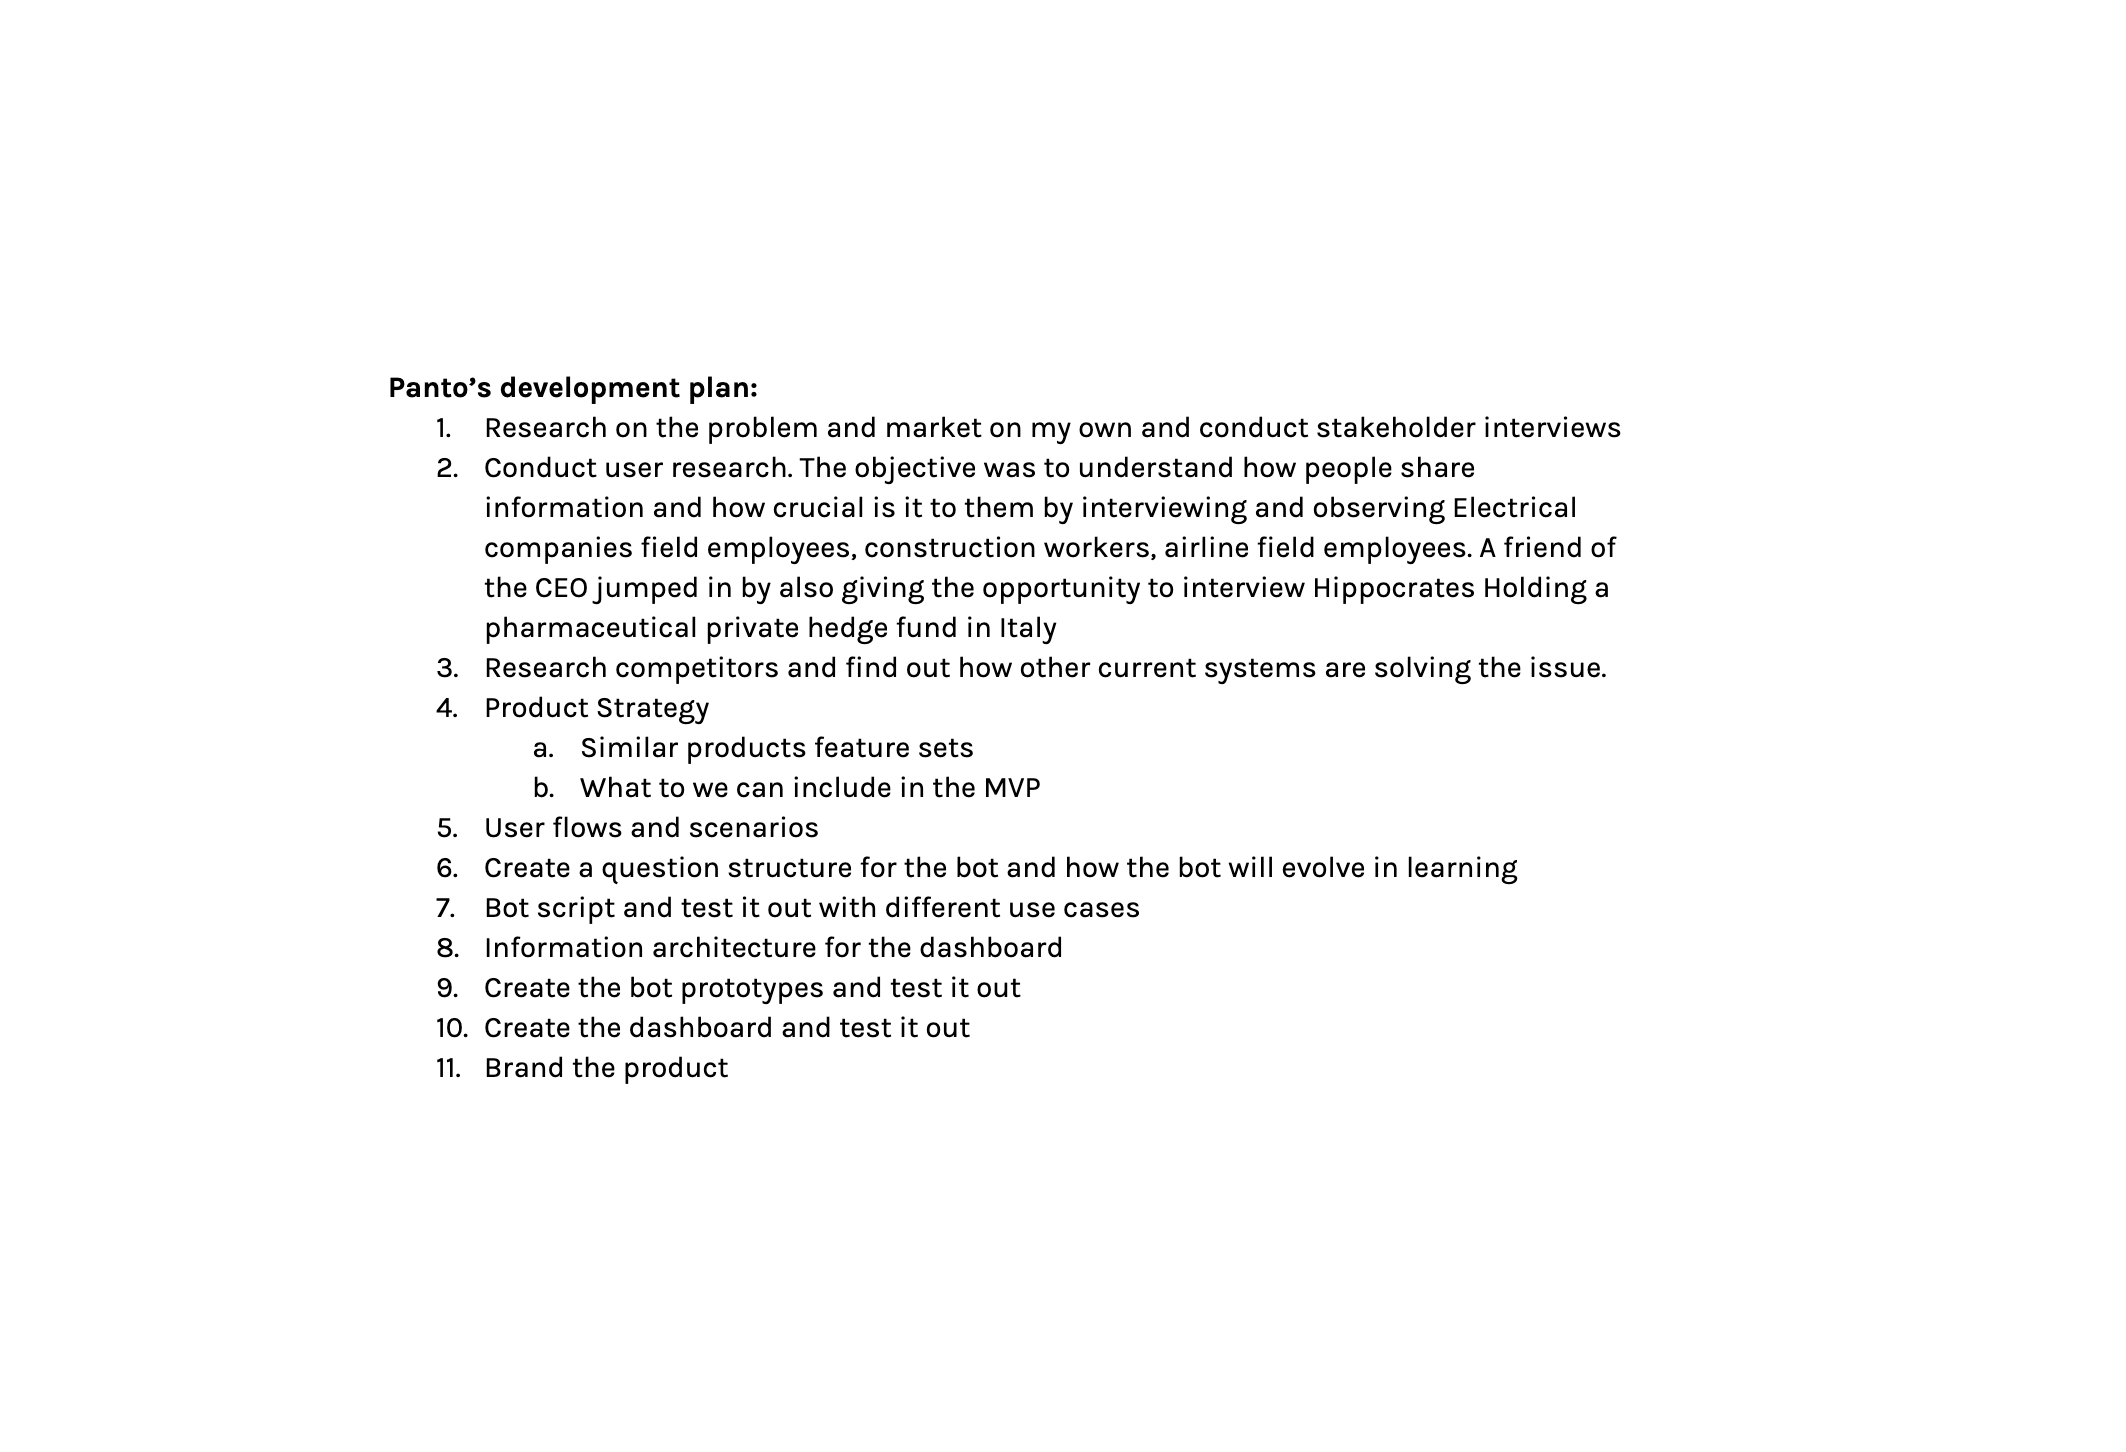 Panto’s development plan:
1. Research on the problem and market on my own and conduct stakeholder interviews
2. Conduct user research. The objective was to understand how people share
information and how crucial is it to them by interviewing and observing Electrical
companies field employees, construction workers, airline field employees. A friend of
the CEO jumped in by also giving the opportunity to interview Hippocrates Holding a
pharmaceutical private hedge fund in Italy
3. Research competitors and find out how other current systems are solving the issue.
4. Product Strategy
a. Similar products feature sets
b. What to we can include in the MVP
5. User flows and scenarios
6. Create a question structure for the bot and how the bot will evolve in learning
7. Bot script and test it out with different use cases
8. Information architecture for the dashboard
9. Create the bot prototypes and test it out
10. Create the dashboard and test it out
11. Brand the product